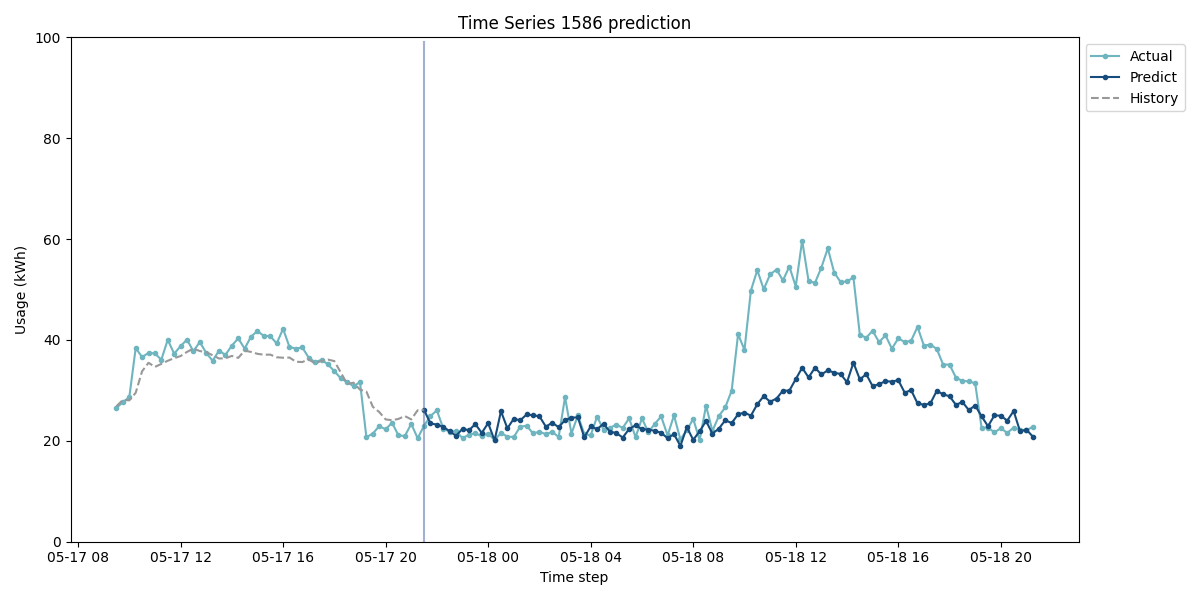 Time Series 1586 prediction
100
80
60
40
20
0
Usage (kWh)
05-17 08
05-17 12
05-17 16
05-17 20
05-18 00
05-18 04
05-18 08
05-18 12
05-18 16
05-18 20
Time step
Actual
Predict
History